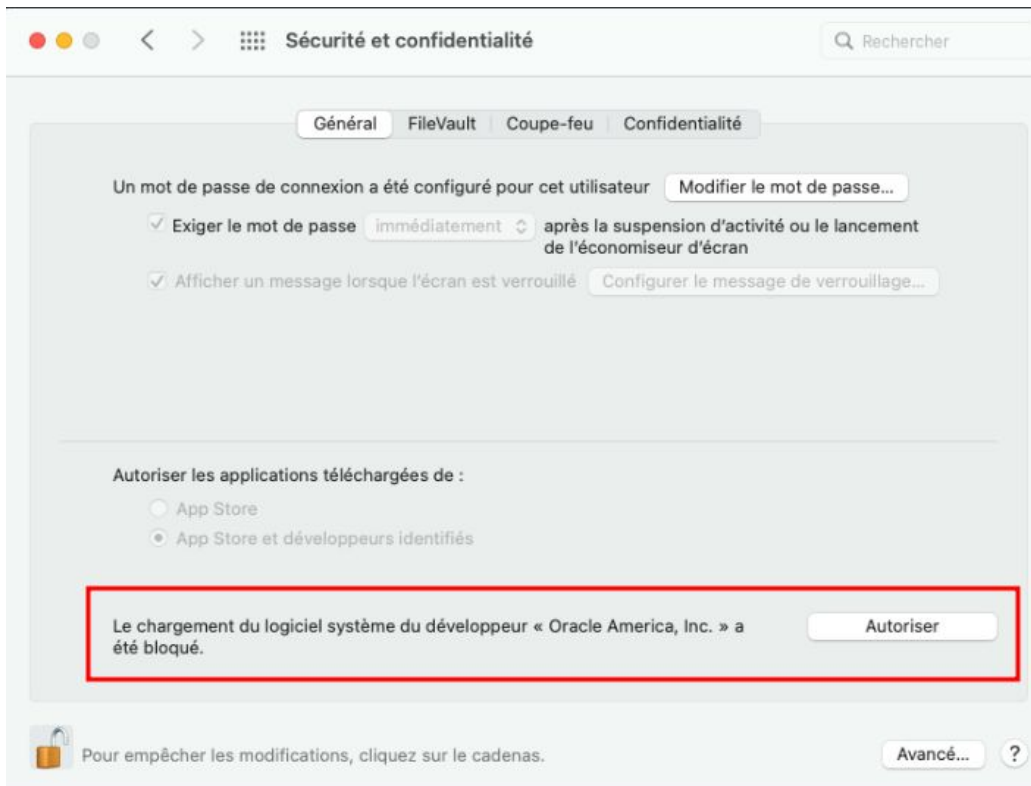 Sécurité et confidentialité
Rechercher
Général FileVault Coupe-feu Confidentialité
Un mot de passe de connexion a été configuré pour cet utilisateur Modifier le mot de passe...
Exiger le mot de passe immédiatement après la suspension d'activité ou le lancement
de l'économiseur d'écran
Afficher un message lorsque l'écran est verrouillé Configurer le message de verrouillage...
Autoriser les applications téléchargées de :
App Store
App Store et développeurs identifiés
Le chargement du logiciel système du développeur « Oracle America, Inc. » a
été bloqué.
Autoriser
Pour empêcher les modifications, cliquez sur le cadenas.
Avancé... ?